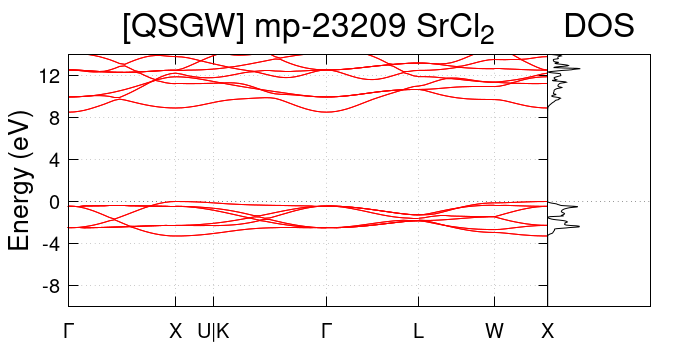 [QSGW] mp-23209 SrCl2 DOS
Energy (eV)
12
8
4
0
-4
-8
Γ X U|K Γ L W X